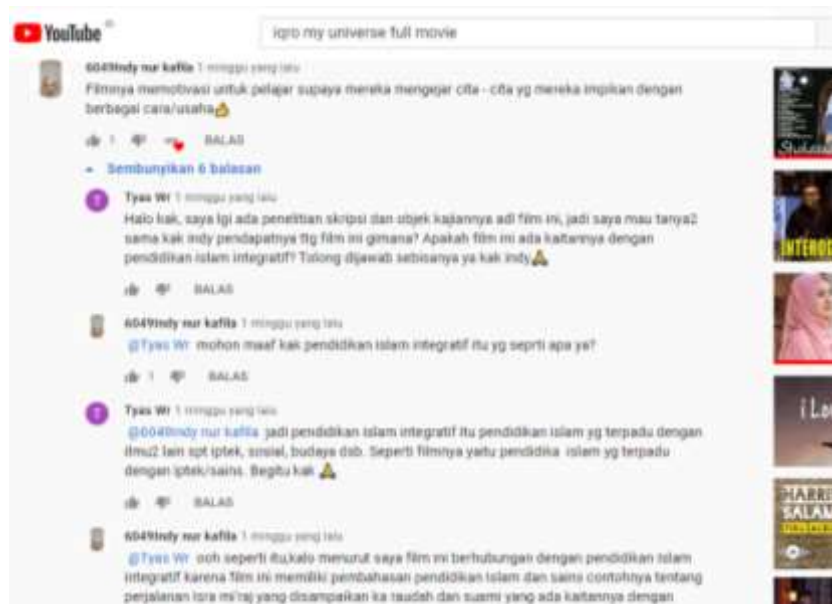 YouTube ID
iqro my universe full movie
6049Indy nur kafila 1 minggu yang lalu
Filmnya memotivasi untuk pelajar supaya mereka mengejar cita - cita yg mereka impikan dengan
berbagai cara/usaha👍
1 BALAS
Sembunyikan 6 balasan
T
Tyas Wr 1 minggu yang lalu
Halo kak, saya lgi ada penelitian skripsi dan objek kajiannya adl film ini, jadi saya mau tanya2
sama kak indy pendapatnya ttg film ini gimana? Apakah film ini ada kaitannya dengan
pendidikan islam integratif? Tolong dijawab sebisanya ya kak indy🙏
BALAS
6049Indy nur kafila 1 minggu yang lalu
@Tyas Wr mohon maaf kak pendidikan islam integratif itu yg seprti apa ya?
1 BALAS
T
Tyas Wr 1 minggu yang lalu
@6049Indy nur kafila jadi pendidikan islam integratif itu pendidikan islam yg terpadu dengan
ilmu2 lain spt iptek, sosial, budaya dsb. Seperti filmnya yaitu pendidika islam yg terpadu
dengan iptek/sains. Begitu kak 🙏
BALAS
6049Indy nur kafila 1 minggu yang lalu
@Tyas Wr ooh seperti itu,kalo menurut saya film ini berhubungan dengan pendidikan islam
integratif karena film ini memiliki pembahasan pendidikan islam dan sains contohnya tentang
perjalanan isra mi'raj yang disampaikan ka raudah dan suami yang ada kaitannya dengan
INTEROG
i Lo
HARRI
SALAM